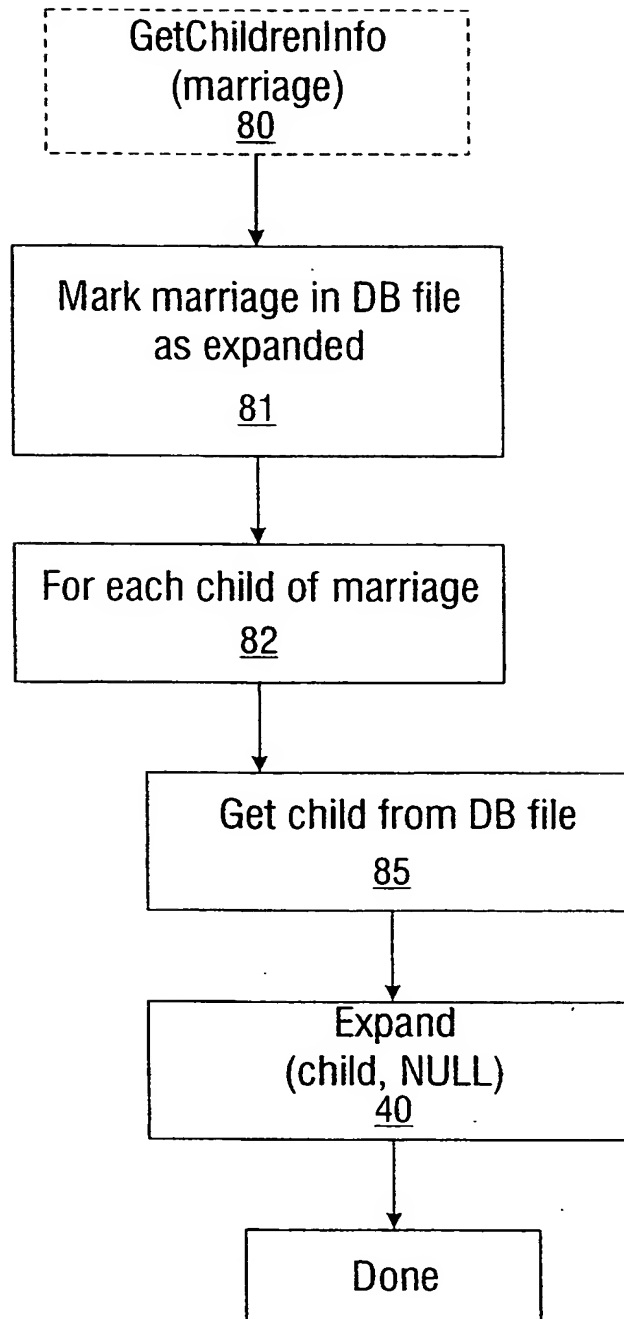 GetChildrenInfo
(marriage)
80
Mark marriage in DB file
as expanded
81
For each child of marriage
82
Get child from DB file
85
Expand
(child, NULL)
40
Done